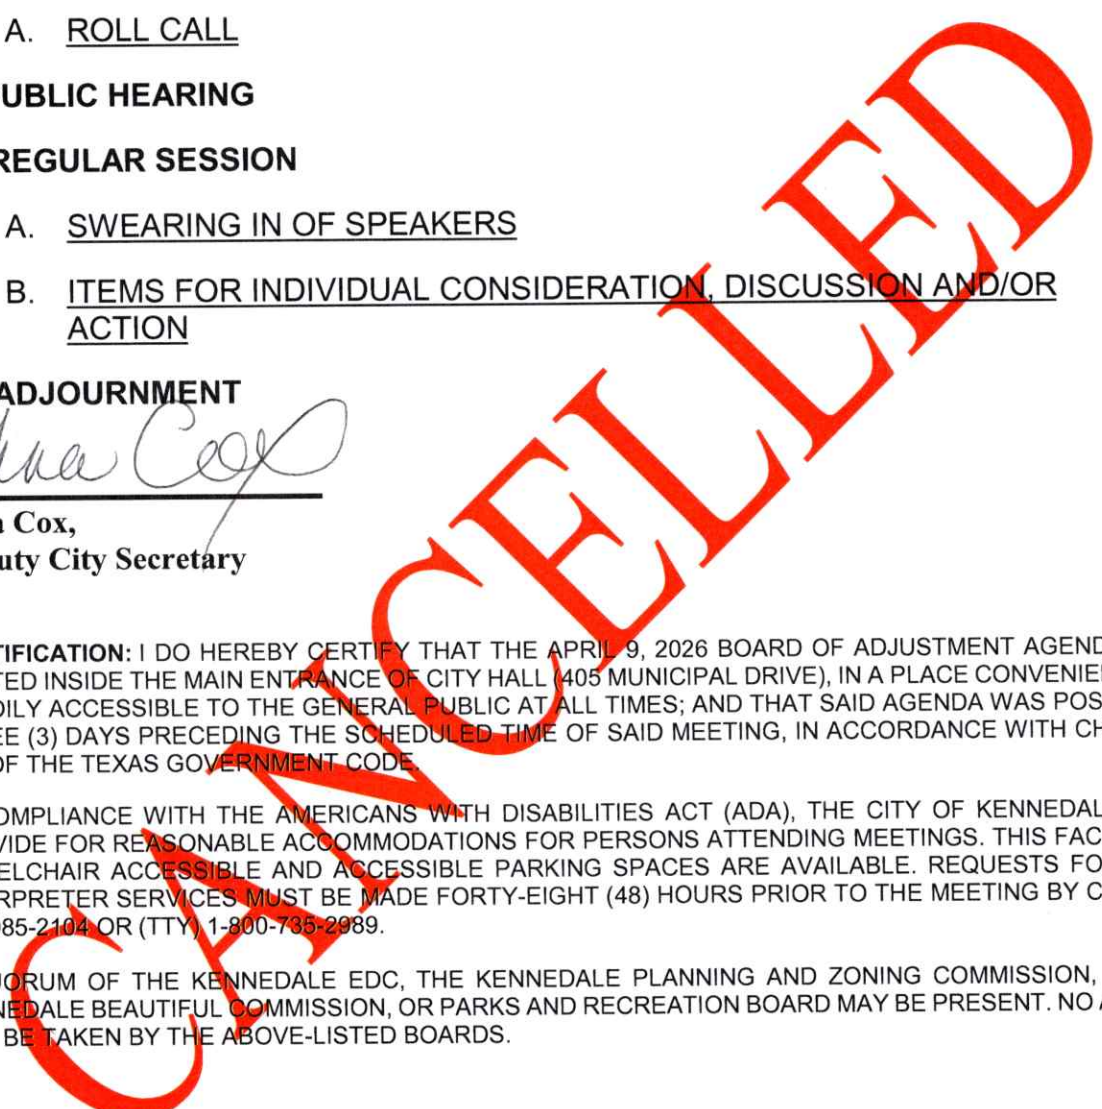 A. ROLL CALL
UBLIC HEARING
REGULAR SESSION
A. SWEARING IN OF SPEAKERS
B. ITEMS FOR INDIVIDUAL CONSIDERATION, DISCUSSION AND/OR
ACTION
ADJOURNMENT
Cox
Cox,
uty City Secretary
TIFICATION: I DO HEREBY CERTIFY THAT THE APRIL 9, 2026 BOARD OF ADJUSTMENT AGEND
TED INSIDE THE MAIN ENTRANCE OF CITY HALL (405 MUNICIPAL DRIVE), IN A PLACE CONVENIE
DILY ACCESSIBLE TO THE GENERAL PUBLIC AT ALL TIMES; AND THAT SAID AGENDA WAS POS
EE (3) DAYS PRECEDING THE SCHEDULED TIME OF SAID MEETING, IN ACCORDANCE WITH CH
OF THE TEXAS GOVERNMENT CODE.
OMPLIANCE WITH THE AMERICANS WITH DISABILITIES ACT (ADA), THE CITY OF KENNEDAL
VIDE FOR REASONABLE ACCOMMODATIONS FOR PERSONS ATTENDING MEETINGS. THIS FAC
ELCHAIR ACCESSIBLE AND ACCESSIBLE PARKING SPACES ARE AVAILABLE. REQUESTS FO
RPRETER SERVICES MUST BE MADE FORTY-EIGHT (48) HOURS PRIOR TO THE MEETING BY C
985-2104 OR (TTY) 1-800-735-2989.
UORUM OF THE KENNEDALE EDC, THE KENNEDALE PLANNING AND ZONING COMMISSION,
NEDALE BEAUTIFUL COMMISSION, OR PARKS AND RECREATION BOARD MAY BE PRESENT. NO A
BE TAKEN BY THE ABOVE-LISTED BOARDS.
CANCELLED